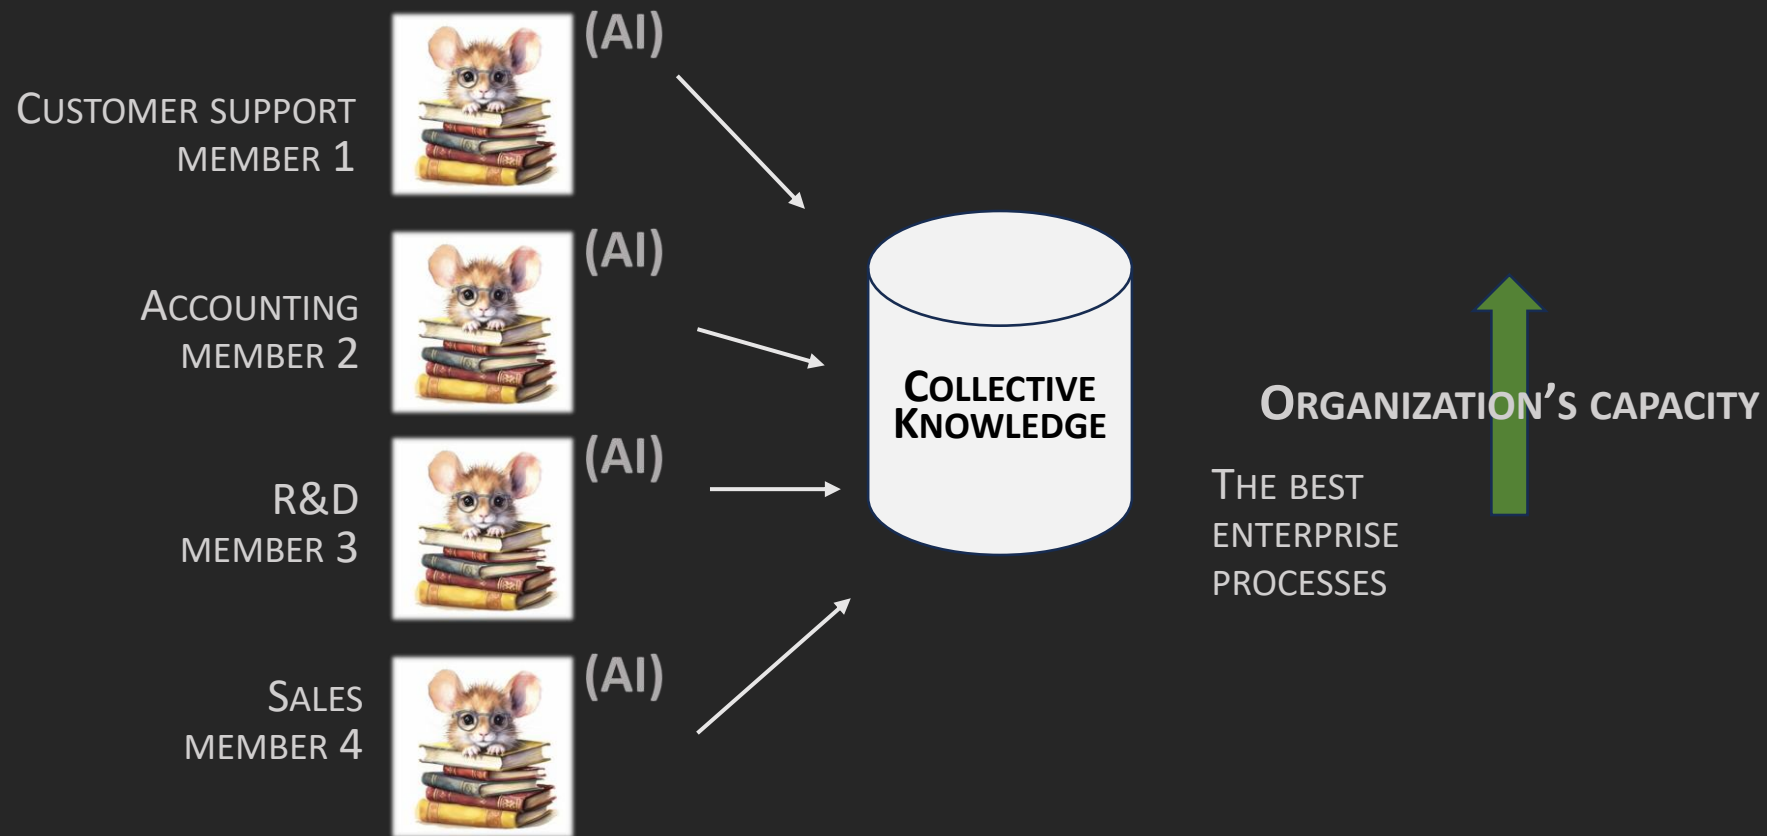 Customer support
member 1
(AI)
Accounting
member 2
(AI)
R&D
member 3
(AI)
Sales
member 4
(AI)
Collective
Knowledge
Organization’s capacity
The best
enterprise
processes